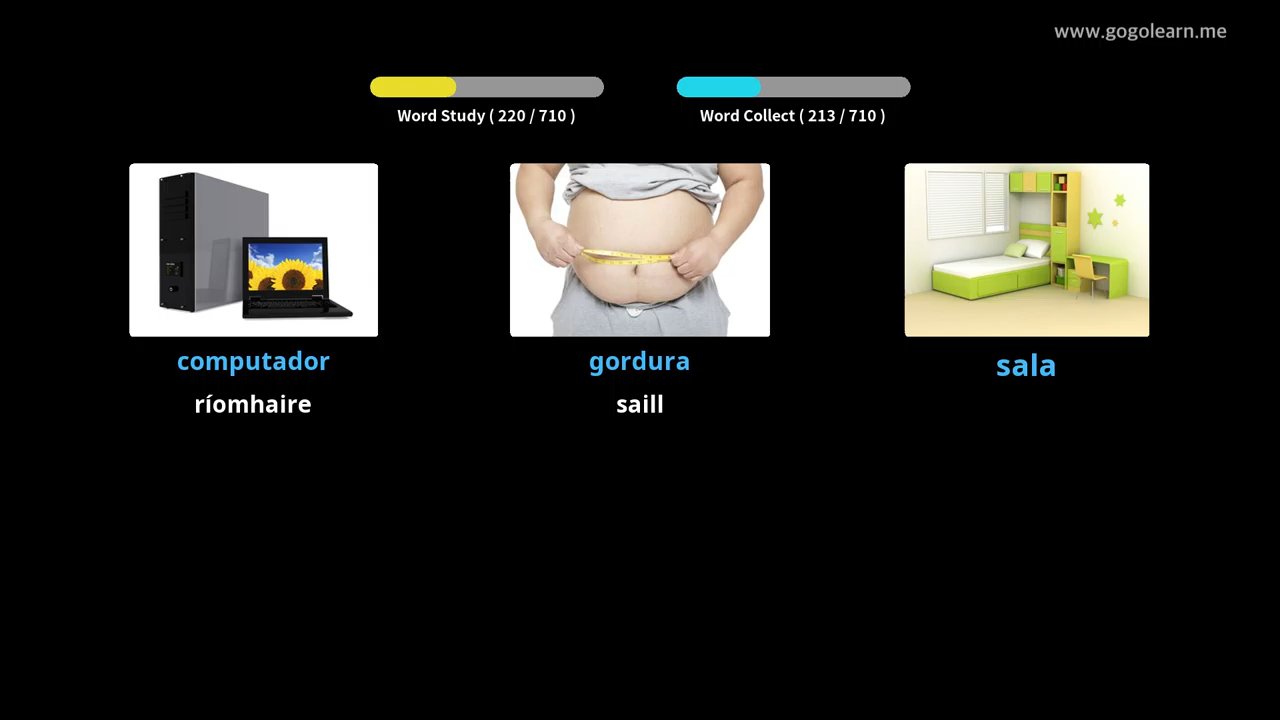 www.gogolearn.me
Word Study ( 220 / 710 )
Word Collect ( 213 / 710 )
computador
gordura
sala
ríomhaire
saill